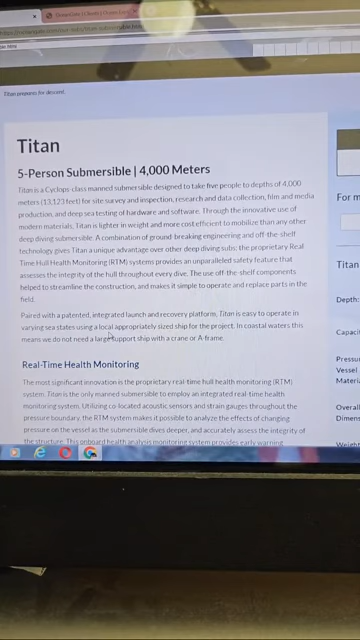 Titan prepares for descent.
Titan
5-Person Submersible | 4,000 Meters
Titan is a Cyclops-class manned submersible designed to take five people to depths of 4,000
meters (13,123 feet) for site survey and inspection, research and data collection, film and media
production, and deep sea testing of hardware and software. Through the innovative use of
modern materials, Titan is lighter in weight and more cost efficient to mobilize than any other
deep diving submersible. A combination of ground-breaking engineering and off-the-shelf
technology gives Titan a unique advantage over other deep diving subs: the proprietary Real
Time Hull Health Monitoring (RTM) systems provides an unparalleled safety feature that
assesses the integrity of the hull throughout every dive. The use off-the-shelf components
helped to streamline the construction, and makes it simple to operate and replace parts in the
field.
Paired with a patented, integrated launch and recovery platform, Titan is easy to operate in
varying sea states using a local appropriately sized ship for the project. In coastal waters this
means we do not need a large support ship with a crane or A-frame.
Real-Time Health Monitoring
The most significant innovation is the proprietary real-time hull health monitoring (RTM)
system. Titan is the only manned submersible to employ an integrated real-time health
monitoring system. Utilizing co-located acoustic sensors and strain gauges throughout the
pressure boundary, the RTM system makes it possible to analyze the effects of changing
pressure on the vessel as the submersible dives deeper, and accurately assess the integrity of
the structure. This onboard health analysis monitoring system provides early warning
For m
Titan
Depth:
Capacit
Pressu
Vessel
Materia
Overall
Dimens
Weight